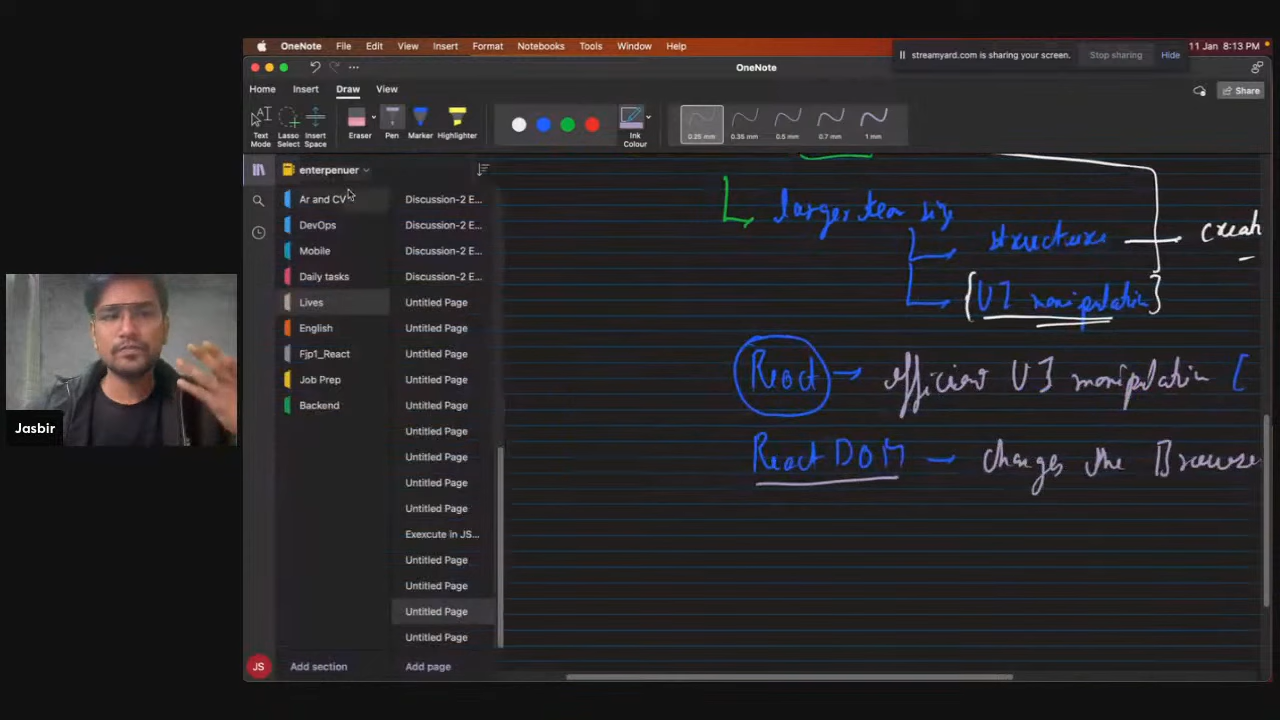 OneNote File Edit View Insert Format Notebooks Tools Window Help
streamyard.com is sharing your screen. Stop sharing Hide
11 Jan 8:13 PM
OneNote
Home Insert Draw View
Share
Text Mode
Lasso Select
Insert Space
Eraser
Pen
Marker
Highlighter
Ink Colour
0.25 mm
0.35 mm
0.5 mm
0.7 mm
1 mm
enterpenuer
Ar and CV
DevOps
Mobile
Daily tasks
Lives
English
Fjp1_React
Job Prep
Backend
Discussion-2 E...
Discussion-2 E...
Discussion-2 E...
Discussion-2 E...
Untitled Page
Untitled Page
Untitled Page
Untitled Page
Untitled Page
Untitled Page
Untitled Page
Untitled Page
Untitled Page
Exexcute in JS...
Untitled Page
Untitled Page
Untitled Page
Untitled Page
larger team size
structure creat
[UI manipulation]
React → efficient UI manipulation [
React DOM — changes the Browse
Jasbir
JS Add section Add page